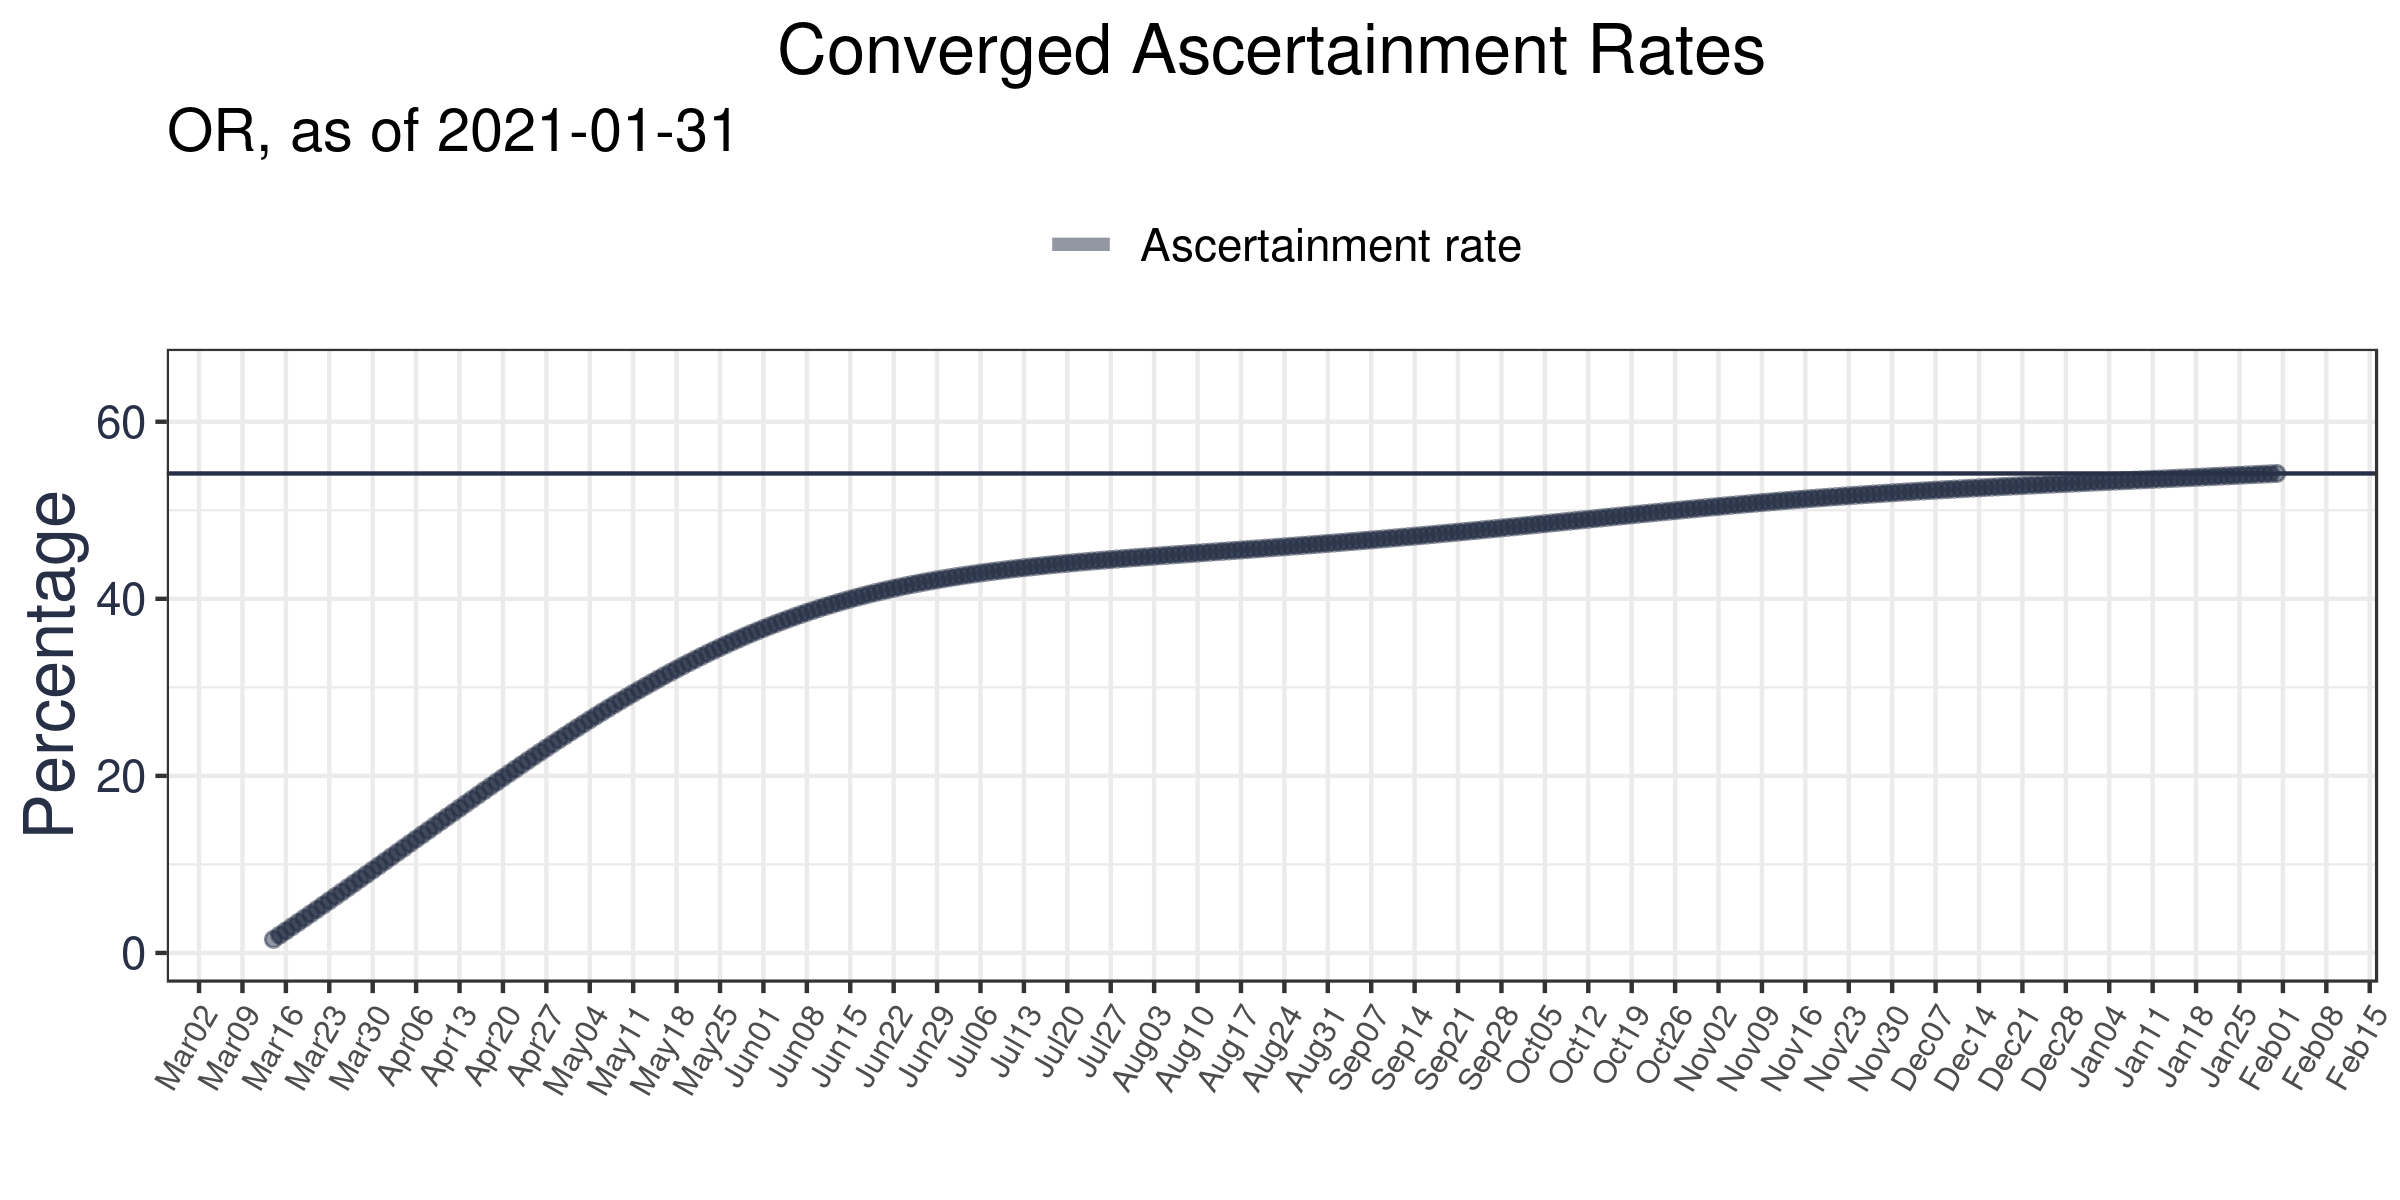 Converged Ascertainment Rates
OR, as of 2021-01-31
Ascertainment rate
Percentage
60
40
20
0
Mar02 Mar09 Mar16 Mar23 Mar30 Apr06 Apr13 Apr20 Apr27 May04 May11 May18 May25 Jun01 Jun08 Jun15 Jun22 Jun29 Jul06 Jul13 Jul20 Jul27 Aug03 Aug10 Aug17 Aug24 Aug31 Sep07 Sep14 Sep21 Sep28 Oct05 Oct12 Oct19 Oct26 Nov02 Nov09 Nov16 Nov23 Nov30 Dec07 Dec14 Dec21 Dec28 Jan04 Jan11 Jan18 Jan25 Feb01 Feb08 Feb15